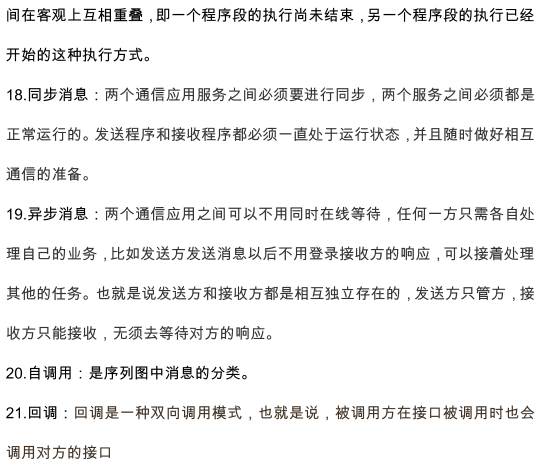 间在客观上互相重叠，即一个程序段的执行尚未结束，另一个程序段的执行已经
开始的这种执行方式。
18.同步消息：两个通信应用服务之间必须要进行同步，两个服务之间必须都是
正常运行的。发送程序和接收程序都必须一直处于运行状态，并且随时做好相互
通信的准备。
19.异步消息：两个通信应用之间可以不用同时在线等待，任何一方只需各自处
理自己的业务，比如发送方发送消息以后不用登录接收方的响应，可以接着处理
其他的任务。也就是说发送方和接收方都是相互独立存在的，发送方只管方，接
收方只能接收，无须去等待对方的响应。
20.自调用：是序列图中消息的分类。
21.回调：回调是一种双向调用模式，也就是说，被调用方在接口被调用时也会
调用对方的接口